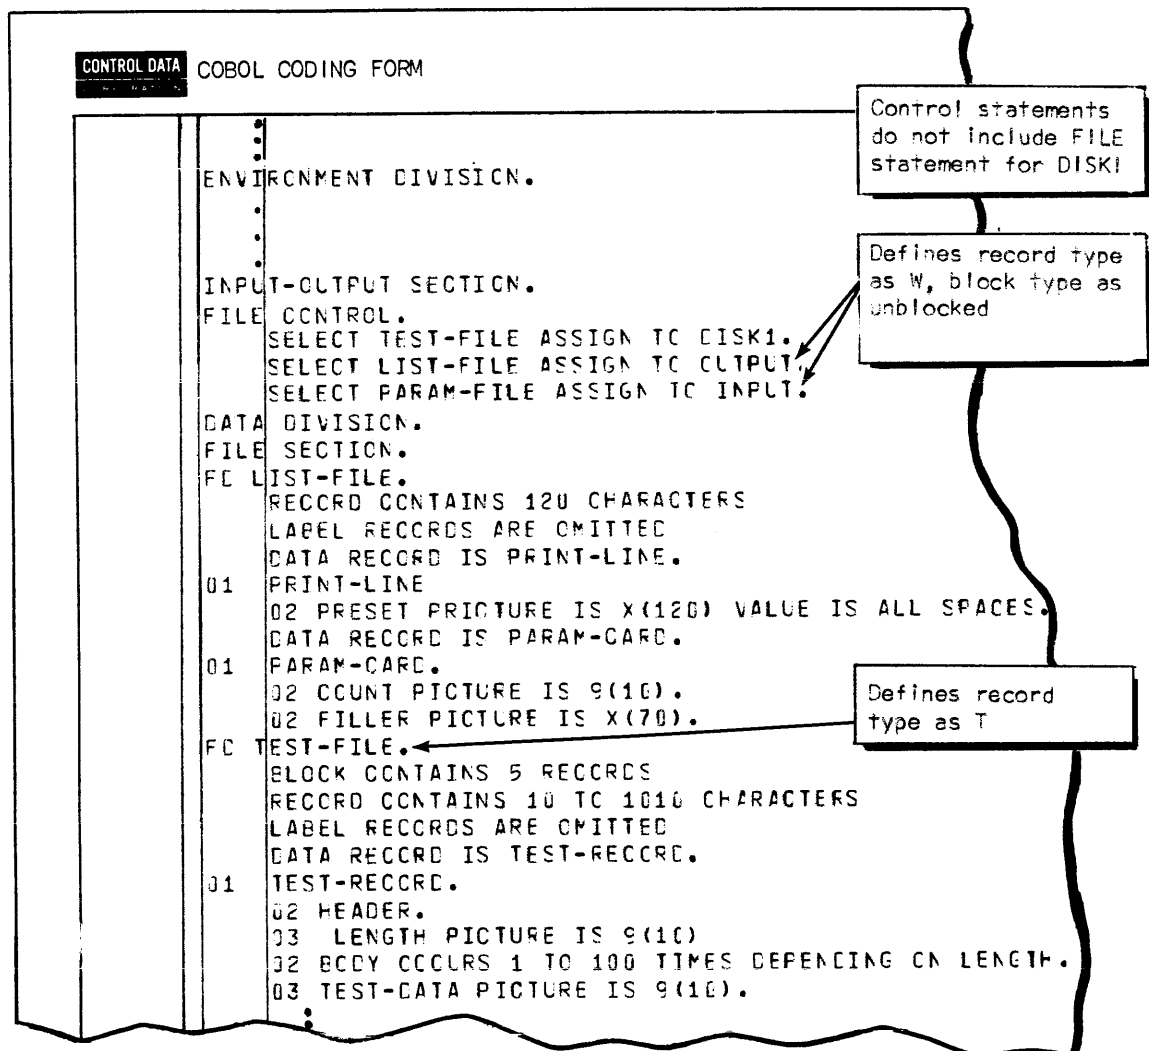 CONTROL DATA COBOL CODING FORM
Control statements
do not include FILE
statement for DISK1
ENVIRONMENT DIVISION.
Defines record type
as W, block type as
unblocked
INPUT-OUTPUT SECTION.
FILE CONTROL.
SELECT TEST-FILE ASSIGN TO DISK1.
SELECT LIST-FILE ASSIGN TO OUTPUT.
SELECT PARAM-FILE ASSIGN TO INPUT.
DATA DIVISION.
FILE SECTION.
FD LIST-FILE.
RECORD CONTAINS 120 CHARACTERS
LABEL RECORDS ARE OMITTED
DATA RECORD IS PRINT-LINE.
01 PRINT-LINE
02 PRESET PRICTURE IS X(120) VALUE IS ALL SPACES.
DATA RECORD IS PARAM-CARD.
01 PARAM-CARD.
02 COUNT PICTURE IS 9(10).
02 FILLER PICTURE IS X(70).
Defines record
type as T
FD TEST-FILE.
BLOCK CONTAINS 5 RECORDS
RECORD CONTAINS 10 TO 1010 CHARACTERS
LABEL RECORDS ARE OMITTED
DATA RECORD IS TEST-RECORD.
01 TEST-RECORD.
02 HEADER.
03 LENGTH PICTURE IS 9(10)
02 BODY OCCURS 1 TO 100 TIMES DEPENDING ON LENGTH.
03 TEST-DATA PICTURE IS 9(10).